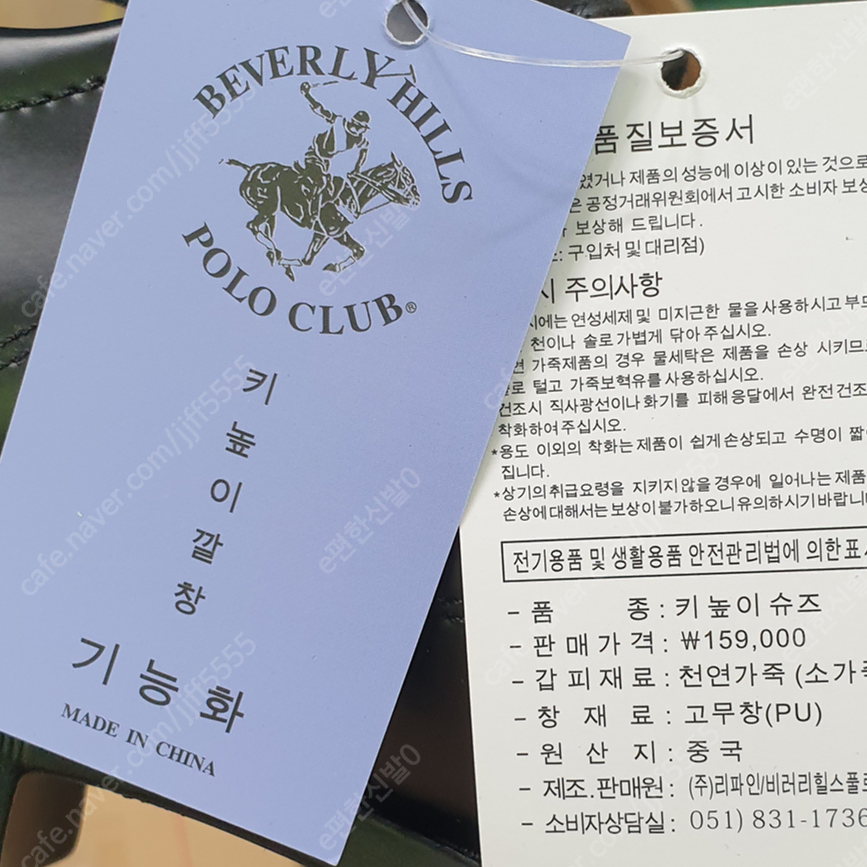 BEVERLY HILLS
POLO CLUB®
키
높
이
깔
창
기능화
MADE IN CHINA
품질보증서
였거나 제품의 성능에 이상이 있는 것으로
공정거래위원회에서 고시한 소비자 보상
보상해 드립니다.
구입처 및 대리점)
주의사항
시에는 연성세제 및 미지근한 물을 사용하시고 부드
천이나 솔로 가볍게 닦아 주십시오.
가죽제품의 경우 물세탁은 제품을 손상 시키므로
털고 가죽보혁유를 사용하십시오.
건조시 직사광선이나 화기를 피해 응달에서 완전건조
착화하여 주십시오.
*용도 이외의 착화는 제품이 쉽게 손상되고 수명이 짧
집니다.
*상기의 취급요령을 지키지 않을 경우에 일어나는 제품
손상에 대해서는 보상이 불가하오니 유의하시기 바랍니
전기용품 및 생활용품 안전관리법에 의한 표시
- 품 종 : 키높이슈즈
- 판매가격 : ₩159,000
- 갑피재료 : 천연가죽 (소가죽
- 창 재 료 : 고무창(PU)
- 원 산 지 : 중국
- 제조.판매원 : (주)리파인/비러리힐스폴로
- 소비자상담실 : 051) 831-1736
cafe.naver.com/jjff5555
e편한신발0